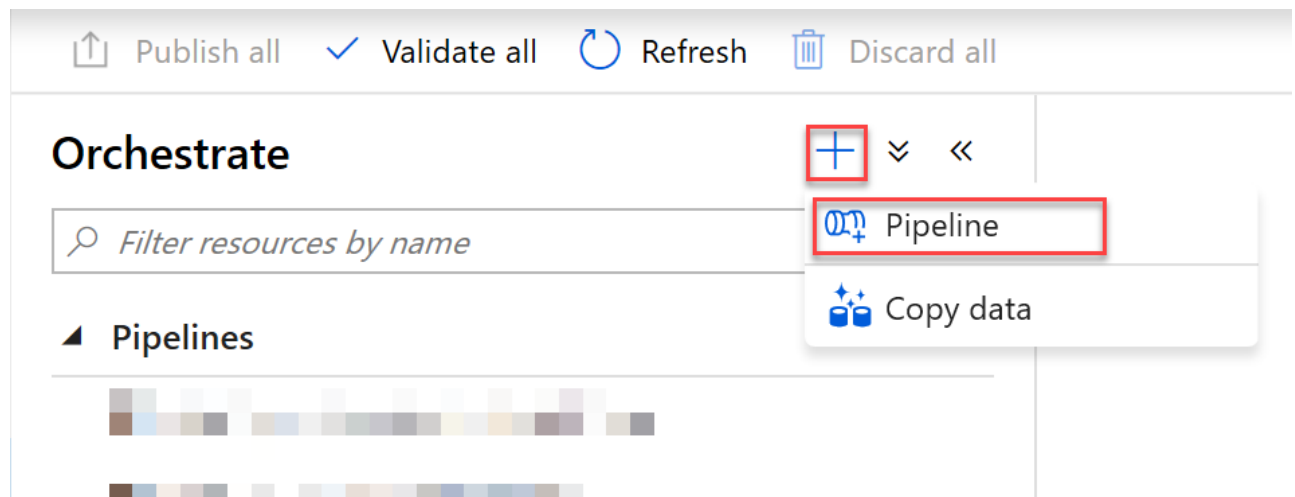 Publish all Validate all Refresh Discard all
Orchestrate
Filter resources by name
Pipeline
Copy data
Pipelines